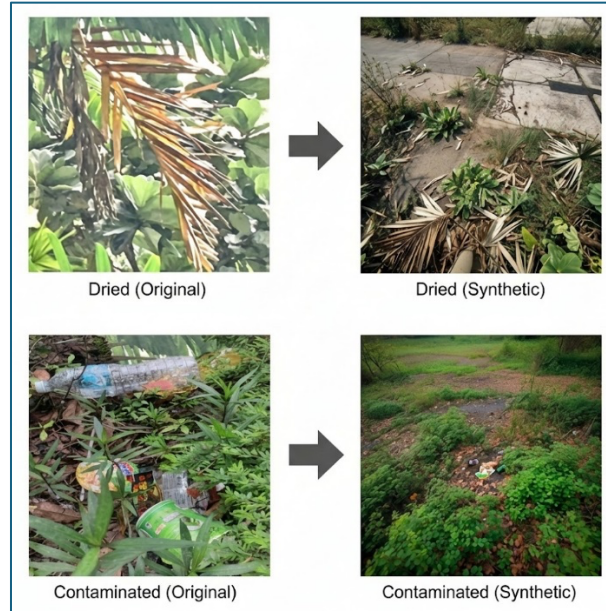 Dried (Original)
Dried (Synthetic)
Contaminated (Original)
Contaminated (Synthetic)